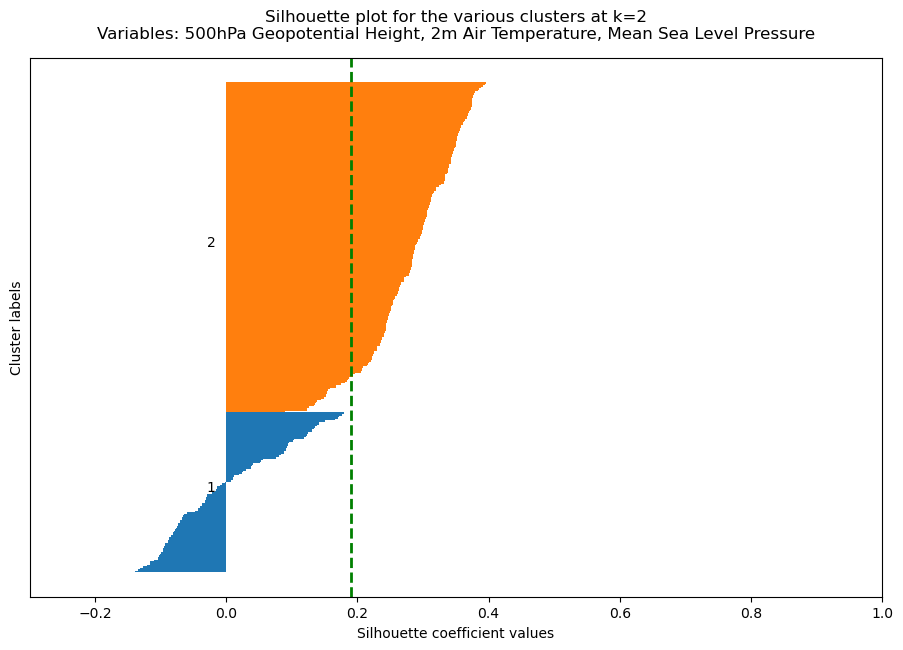 Silhouette plot for the various clusters at k=2
Variables: 500hPa Geopotential Height, 2m Air Temperature, Mean Sea Level Pressure
Cluster labels
2
1
−0.2 0.0 0.2 0.4 0.6 0.8 1.0
Silhouette coefficient values